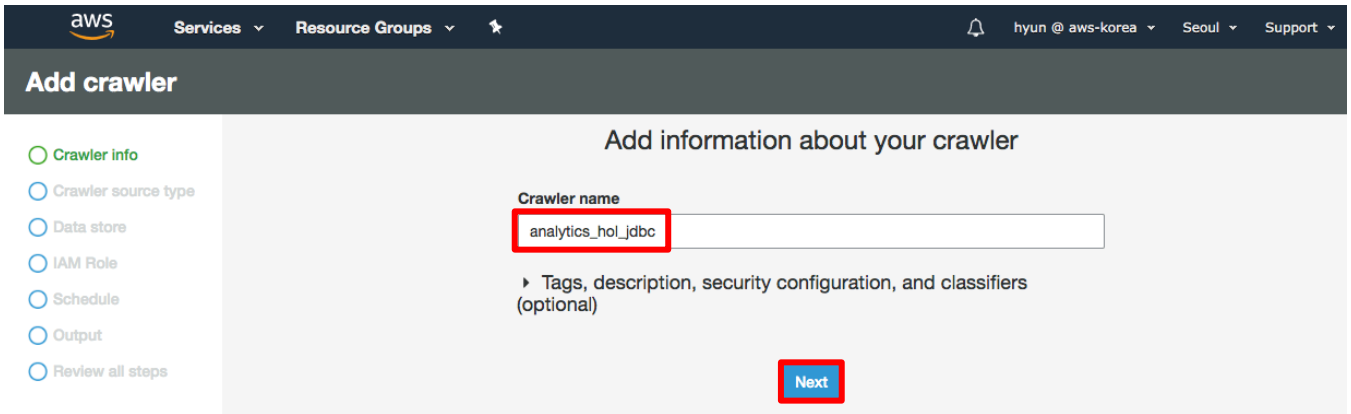 aws Services Resource Groups hyun @ aws-korea Seoul Support
Add crawler
Add information about your crawler
Crawler info
Crawler source type
Data store
IAM Role
Schedule
Output
Review all steps
Crawler name
analytics_hol_jdbc
Tags, description, security configuration, and classifiers
(optional)
Next